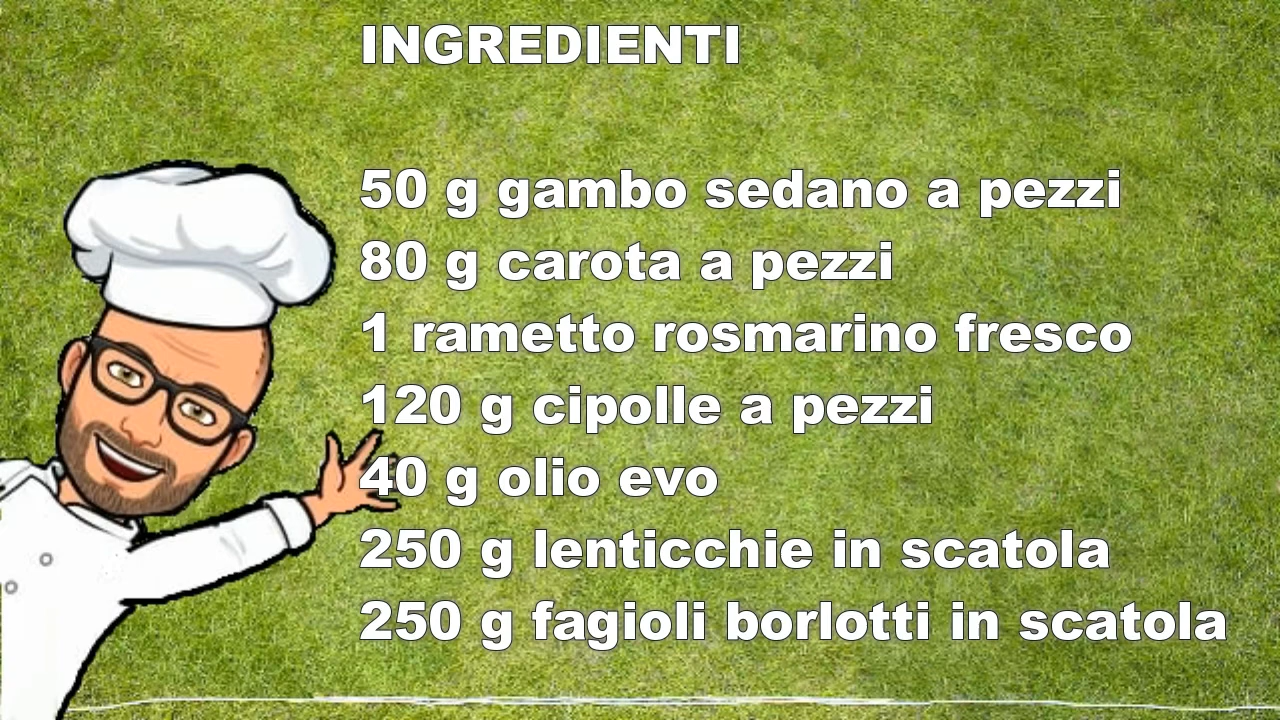 INGREDIENTI
50 g gambo sedano a pezzi
80 g carota a pezzi
1 rametto rosmarino fresco
120 g cipolle a pezzi
40 g olio evo
250 g lenticchie in scatola
250 g fagioli borlotti in scatola